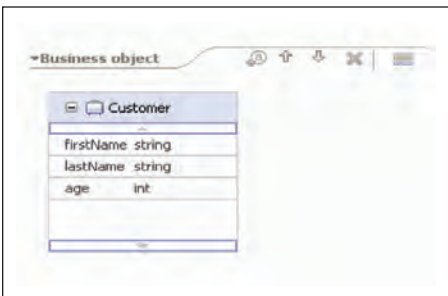 Business object
Customer
firstName string
lastName string
age int